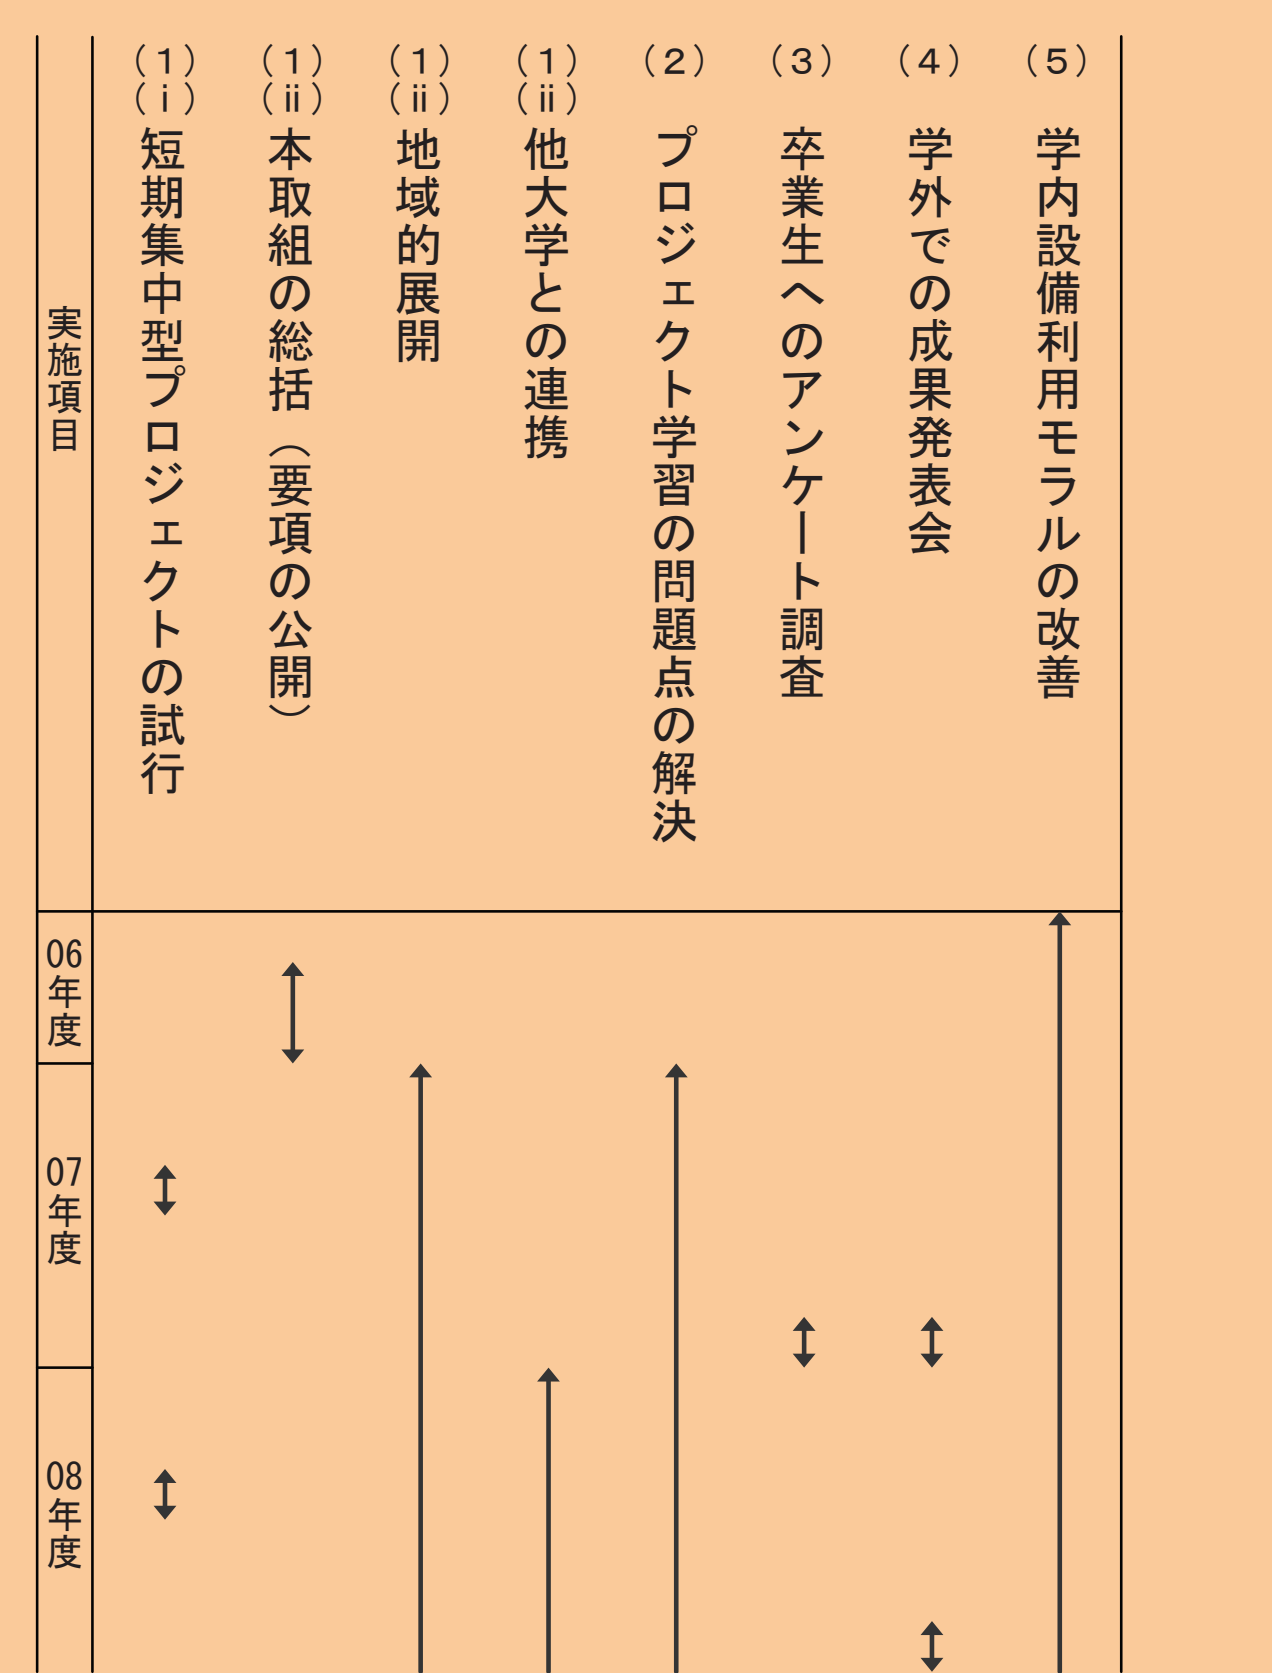 実施項目
(1)(ⅰ)短期集中型プロジェクトの試行
(1)(ⅱ)本取組の総括(要項の公開)
(1)(ⅱ)地域的展開
(1)(ⅱ)他大学との連携
(2)プロジェクト学習の問題点の解決
(3)卒業生へのアンケート調査
(4)学外での成果発表会
(5)学内設備利用モラルの改善
06年度
07年度
08年度